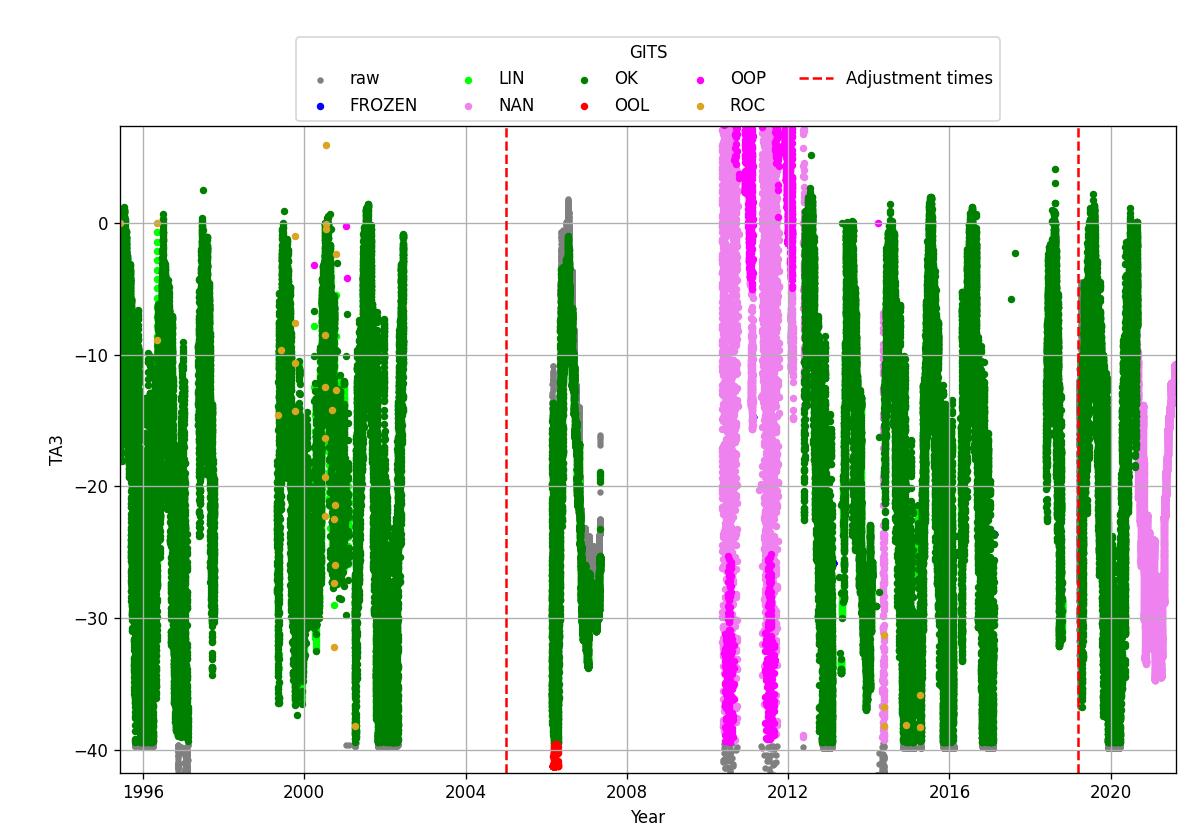 GITS
raw LIN OK OOP Adjustment times
FROZEN NAN OOL ROC
0
−10
−20
−30
−40
TA3
1996 2000 2004 2008 2012 2016 2020
Year